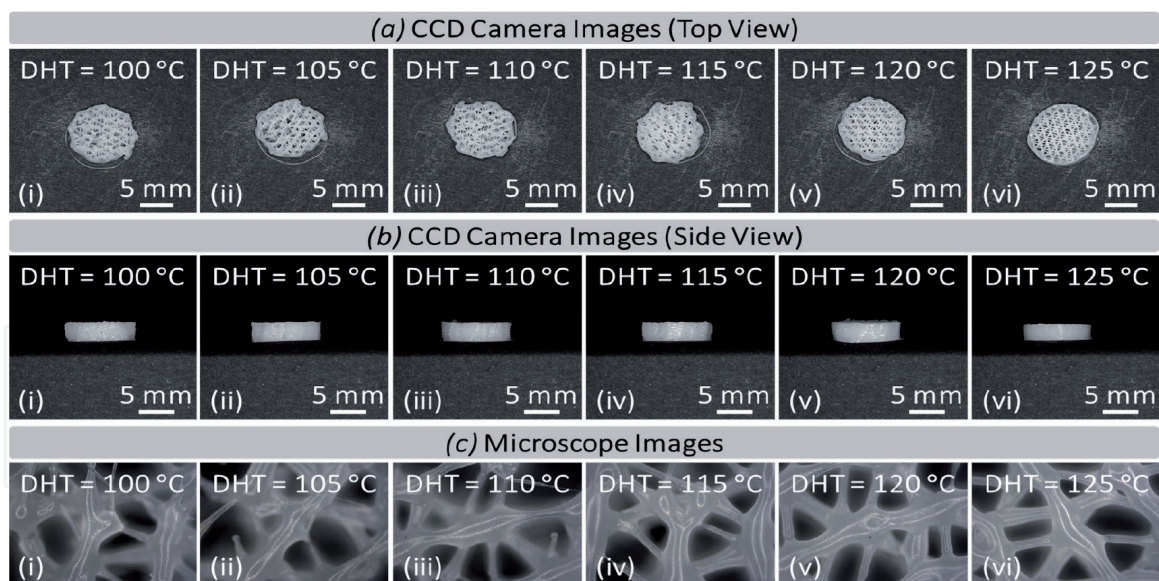 (a) CCD Camera Images (Top View)
DHT = 100 °C DHT = 105 °C DHT = 110 °C DHT = 115 °C DHT = 120 °C DHT = 125 °C
(i) 5 mm (ii) 5 mm (iii) 5 mm (iv) 5 mm (v) 5 mm (vi) 5 mm
(b) CCD Camera Images (Side View)
DHT = 100 °C DHT = 105 °C DHT = 110 °C DHT = 115 °C DHT = 120 °C DHT = 125 °C
(i) 5 mm (ii) 5 mm (iii) 5 mm (iv) 5 mm (v) 5 mm (vi) 5 mm
(c) Microscope Images
DHT = 100 °C DHT = 105 °C DHT = 110 °C DHT = 115 °C DHT = 120 °C DHT = 125 °C
(i) (ii) (iii) (iv) (v) (vi)